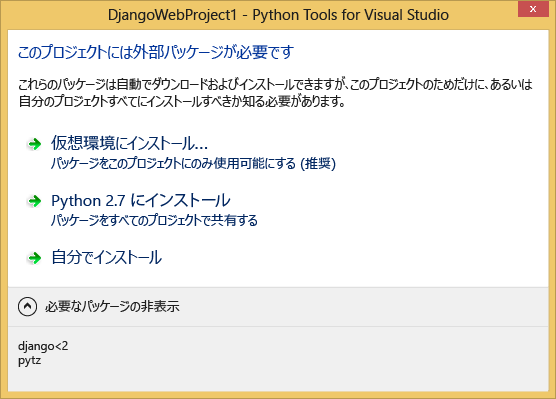 DjangoWebProject1 - Python Tools for Visual Studio
x
このプロジェクトには外部パッケージが必要です
これらのパッケージは自動でダウンロードおよびインストールできますが、このプロジェクトのためだけに、あるいは
自分のプロジェクトすべてにインストールすべきか知る必要があります。
仮想環境にインストール...
パッケージをこのプロジェクトにのみ使用可能にする (推奨)
Python 2.7 にインストール
パッケージをすべてのプロジェクトで共有する
自分でインストール
必要なパッケージの非表示
django<2
pytz